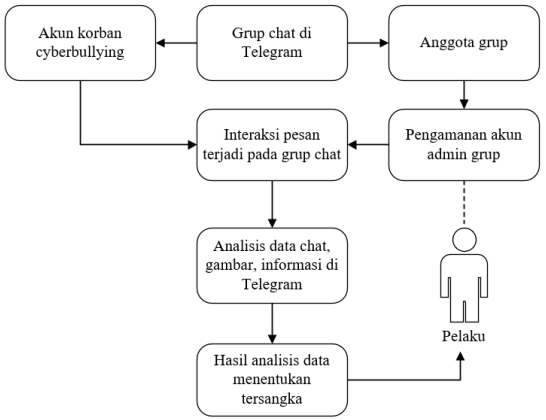 Akun korban
cyberbullying
Grup chat di
Telegram
Anggota grup
Interaksi pesan
terjadi pada grup chat
Pengamanan akun
admin grup
Analisis data chat,
gambar, informasi di
Telegram
Pelaku
Hasil analisis data
menentukan
tersangka